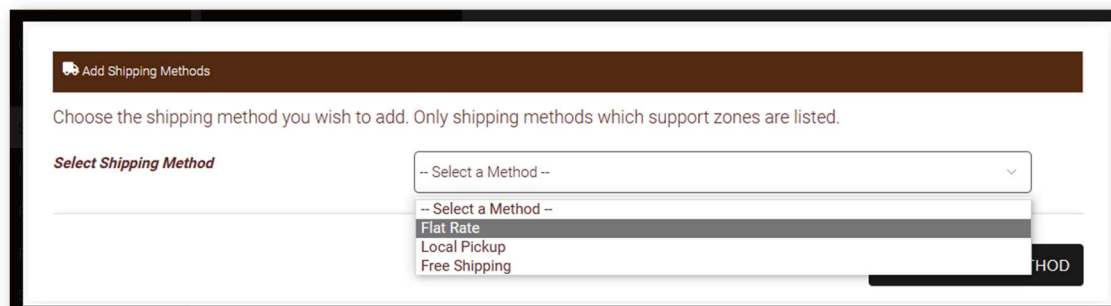 Add Shipping Methods
Choose the shipping method you wish to add. Only shipping methods which support zones are listed.
Select Shipping Method
-- Select a Method --
-- Select a Method --
Flat Rate
Local Pickup
Free Shipping